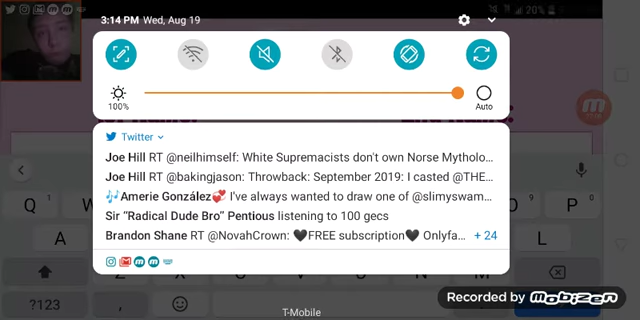 20%
3:14 PM Wed, Aug 19
100%
Auto
Twitter
Joe Hill RT @neilhimself: White Supremacists don't own Norse Mytholo...
Joe Hill RT @bakingjason: Throwback: September 2019: I casted @THE...
🎶Amerie González💞 I've always wanted to draw one of @slimyswam...
Sir “Radical Dude Bro” Pentious listening to 100 gecs
Brandon Shane RT @NovahCrown: 🖤FREE subscription🖤 Onlyfa... + 24
Q W O 9 P 0
A L
Z X C V B N M
?123 ,
Recorded by Mobizen
T-Mobile